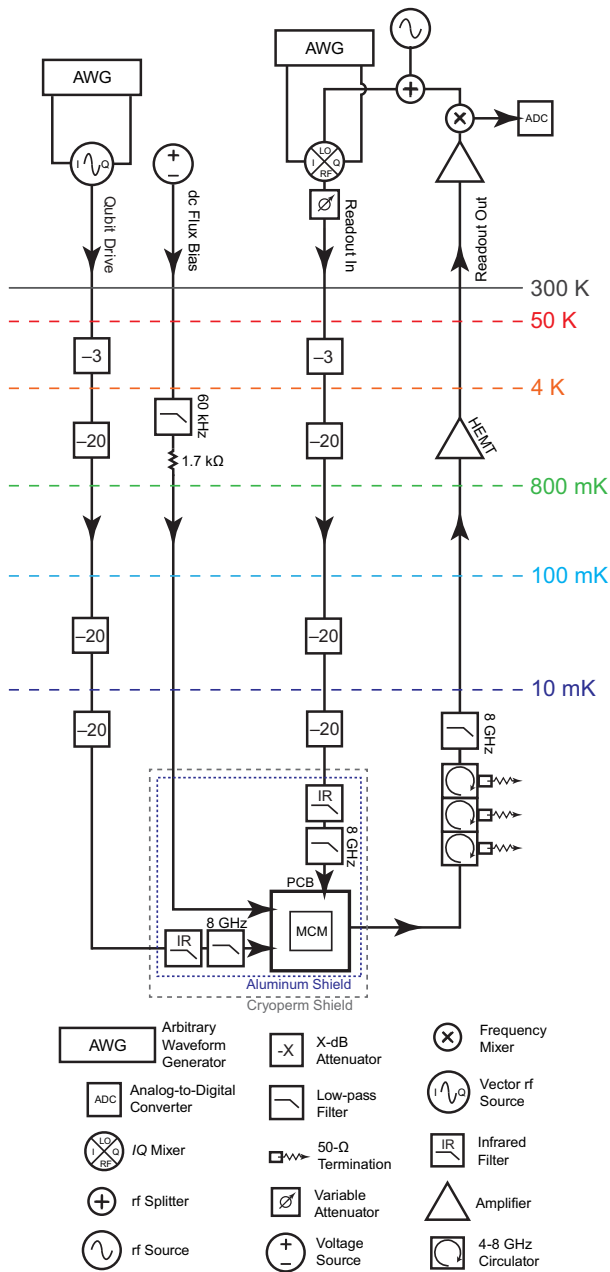 AWG
AWG
ADC
I Q
+
–
LO
I Q
RF
Qubit Drive
dc Flux Bias
Readout In
Readout Out
300 K
50 K
–3
–3
4 K
60 kHz
HEMT
–20
1.7 kΩ
–20
800 mK
100 mK
–20
–20
10 mK
–20
–20
8 GHz
IR
8 GHz
PCB
MCM
8 GHz
IR
Aluminum Shield
Cryoperm Shield
AWG
Arbitrary
Waveform
Generator
-X
X-dB
Attenuator
Frequency
Mixer
ADC
Analog-to-Digital
Converter
Low-pass
Filter
I Q
Vector rf
Source
LO
I Q
RF
IQ Mixer
50-Ω
Termination
IR
Infrared
Filter
rf Splitter
Variable
Attenuator
Amplifier
rf Source
+
–
Voltage
Source
4-8 GHz
Circulator